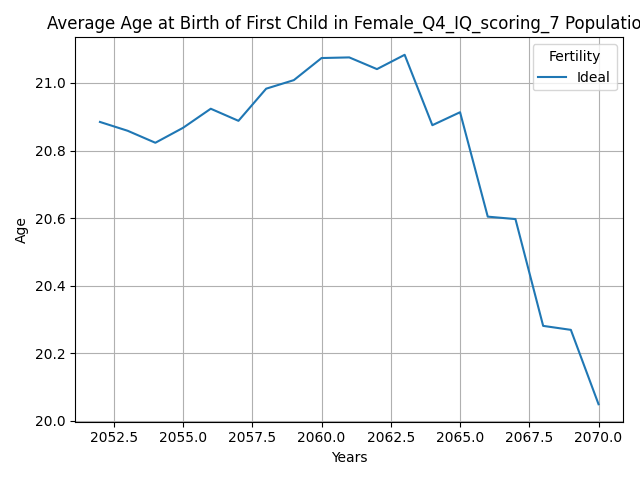 Average Age at Birth of First Child in Female_Q4_IQ_scoring_7 Populatio
Fertility
Ideal
21.0
20.8
20.6
20.4
20.2
20.0
Age
2052.5 2055.0 2057.5 2060.0 2062.5 2065.0 2067.5 2070.0
Years